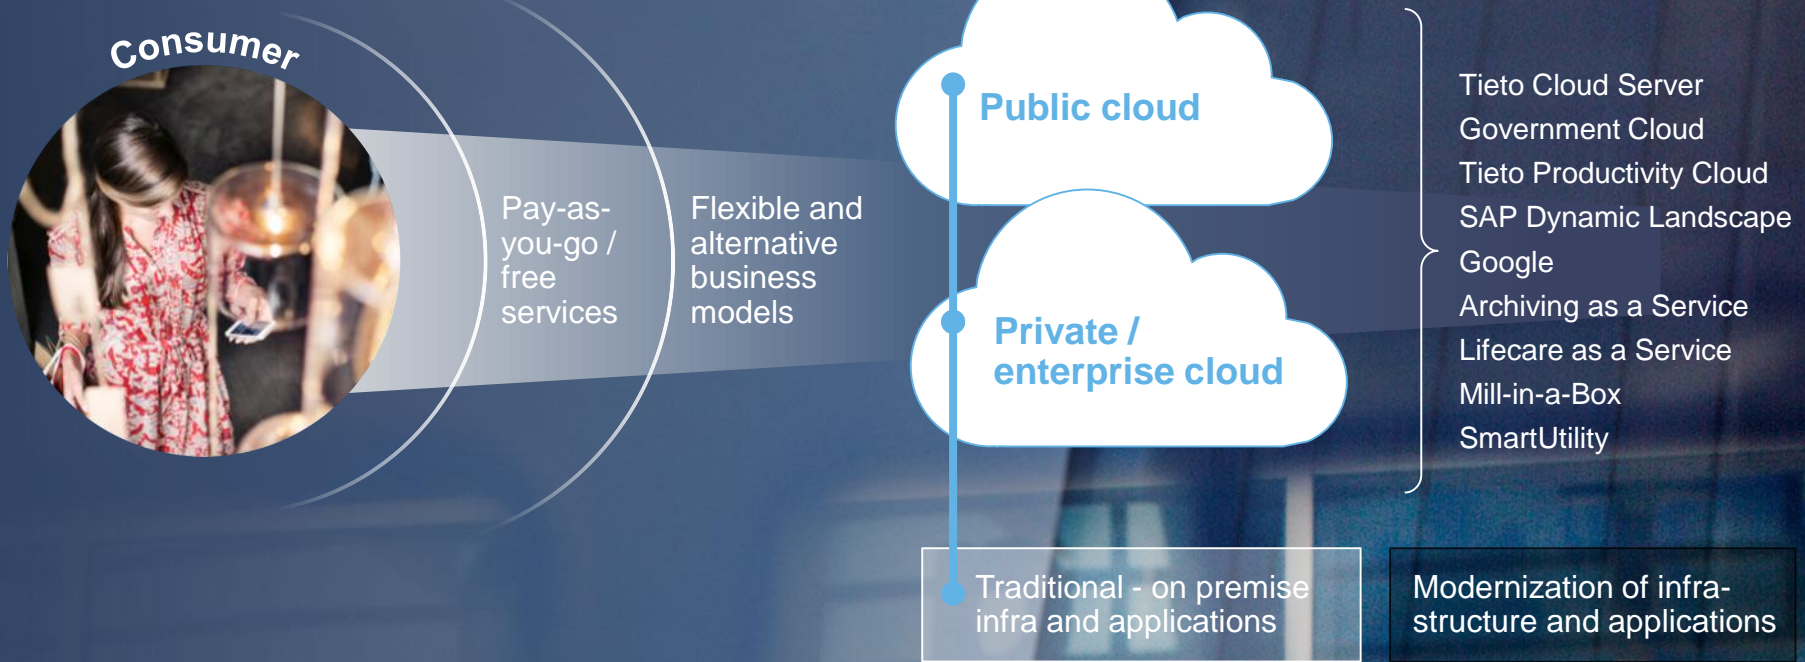 Consumer
Pay-as-
you-go /
free
services
Flexible and
alternative
business
models
Public cloud
Private /
enterprise cloud
Tieto Cloud Server
Government Cloud
Tieto Productivity Cloud
SAP Dynamic Landscape
Google
Archiving as a Service
Lifecare as a Service
Mill-in-a-Box
SmartUtility
Traditional - on premise
infra and applications
Modernization of infra-
structure and applications